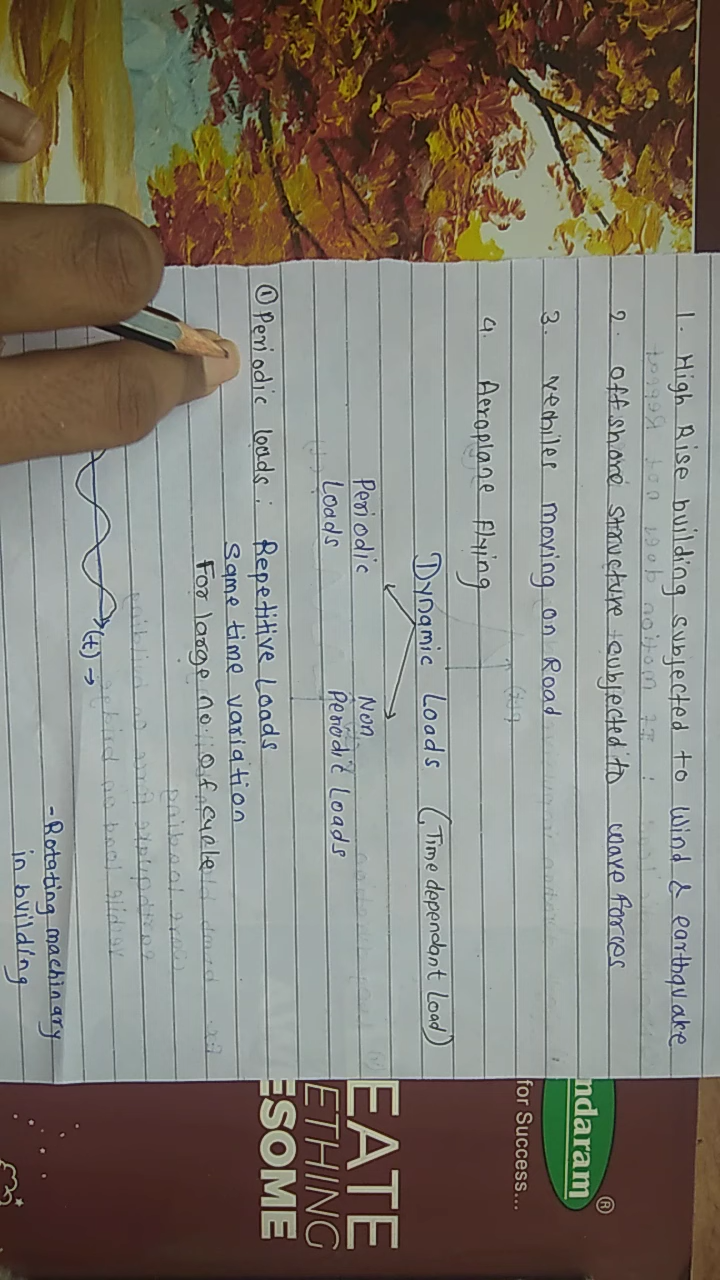 1. High Rise building subjected to wind & earthquake
2. offshore structure subjected to wave forces
3. vechiler moving on Road
4. Aeroplane flying
Dynamic Loads (Time dependant Load)
Periodic Loads
Non Periodic Loads
① Periodic loads : Repetitive Loads
Same time variation
For large no of cycle
(t) →
- Rotating machinary
in building
ndaram®
for Success...
EATE
ETHING
ESOME